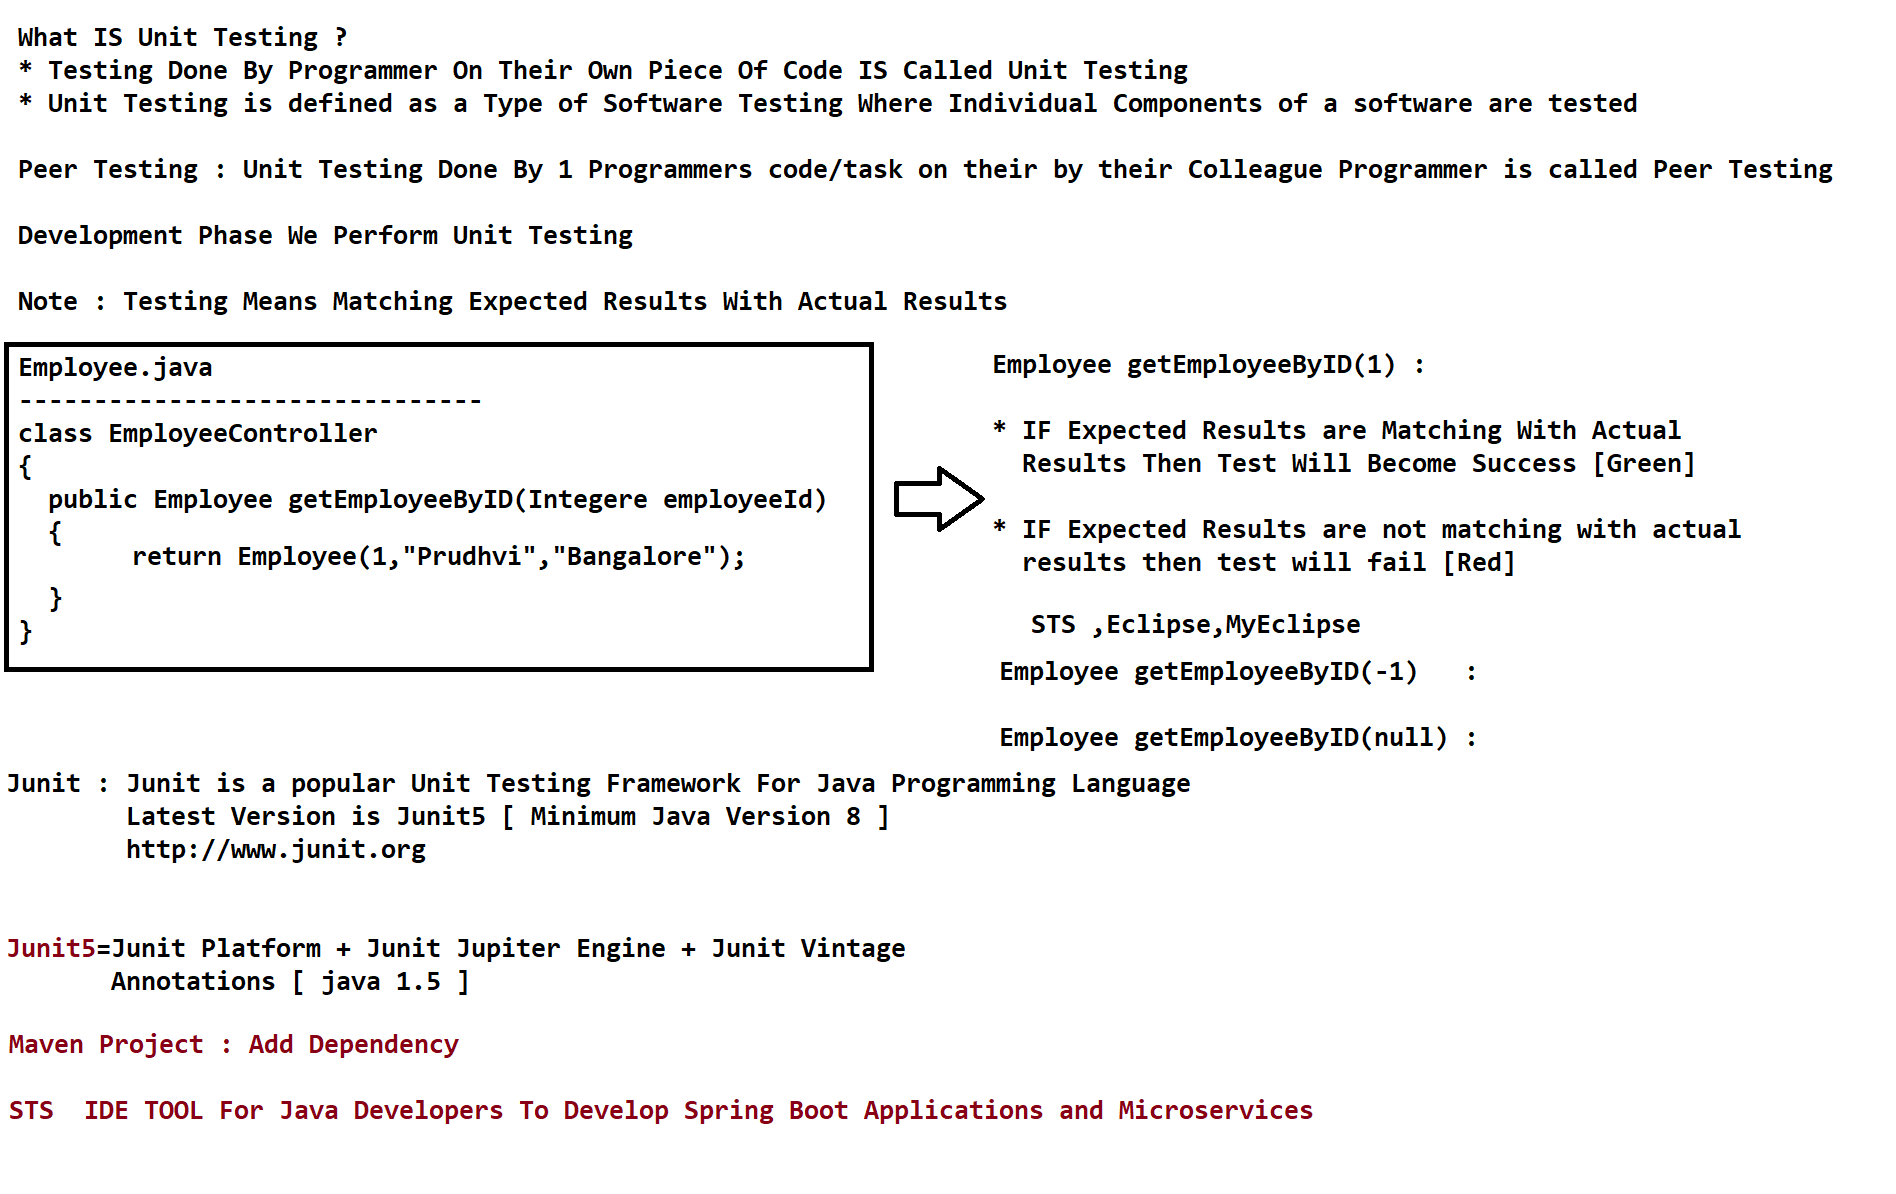 What IS Unit Testing ?
* Testing Done By Programmer On Their Own Piece Of Code IS Called Unit Testing
* Unit Testing is defined as a Type of Software Testing Where Individual Components of a software are tested
Peer Testing : Unit Testing Done By 1 Programmers code/task on their by their Colleague Programmer is called Peer Testing
Development Phase We Perform Unit Testing
Note : Testing Means Matching Expected Results With Actual Results
Employee.java
-------------------------------
class EmployeeController
{
public Employee getEmployeeByID(Integere employeeId)
{
return Employee(1,"Prudhvi","Bangalore");
}
}
Employee getEmployeeByID(1) :
* IF Expected Results are Matching With Actual
Results Then Test Will Become Success [Green]
* IF Expected Results are not matching with actual
results then test will fail [Red]
STS ,Eclipse,MyEclipse
Employee getEmployeeByID(-1) :
Employee getEmployeeByID(null) :
Junit : Junit is a popular Unit Testing Framework For Java Programming Language
Latest Version is Junit5 [ Minimum Java Version 8 ]
http://www.junit.org
Junit5=Junit Platform + Junit Jupiter Engine + Junit Vintage
Annotations [ java 1.5 ]
Maven Project : Add Dependency
STS IDE TOOL For Java Developers To Develop Spring Boot Applications and Microservices